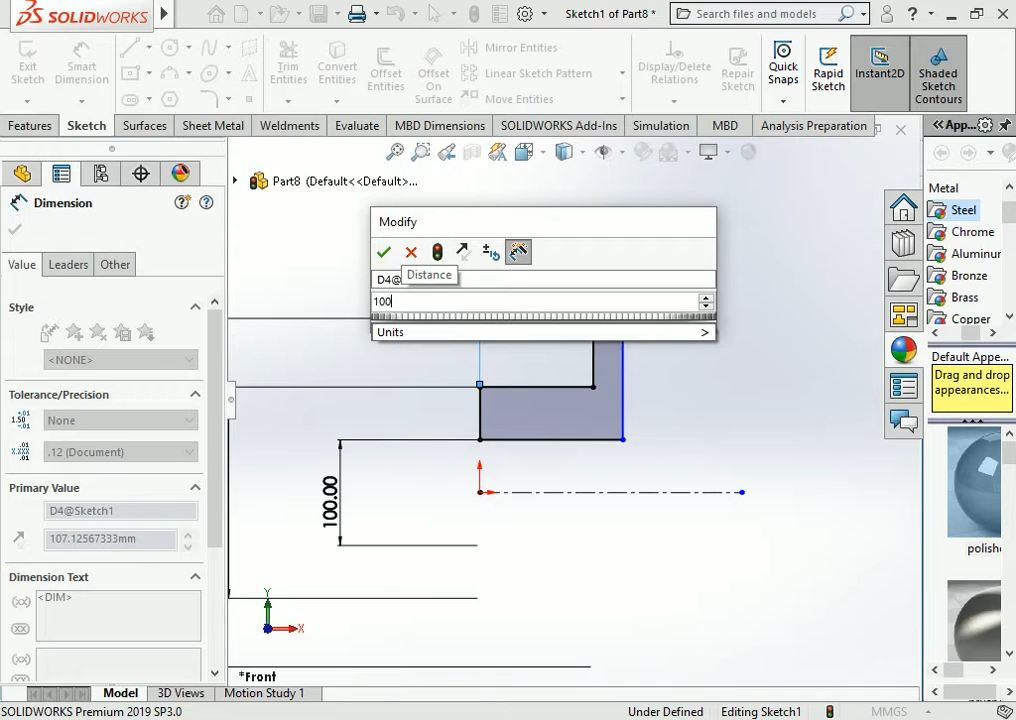 SOLIDWORKS
Sketch1 of Part8 *
Search files and models
?
Exit Sketch
Smart Dimension
Trim Entities
Convert Entities
Offset Entities
Offset On Surface
Mirror Entities
Linear Sketch Pattern
Move Entities
Display/Delete Relations
Repair Sketch
Quick Snaps
Rapid Sketch
Instant2D
Shaded Sketch Contours
Features
Sketch
Surfaces
Sheet Metal
Weldments
Evaluate
MBD Dimensions
SOLIDWORKS Add-Ins
Simulation
MBD
Analysis Preparation
Part8 (Default<<Default>...
Dimension
Value
Leaders
Other
Style
<NONE>
Tolerance/Precision
None
.12 (Document)
Primary Value
D4@Sketch1
107.12567333mm
Dimension Text
<DIM>
Modify
Distance
D4@
100
Units >
100.00
Y
X
*Front
App...
Metal
Steel
Chrome
Aluminum
Bronze
Brass
Copper
Default Appe...
Drag and drop
appearances...
polishe
Model
3D Views
Motion Study 1
SOLIDWORKS Premium 2019 SP3.0
Under Defined
Editing Sketch1
MMGS